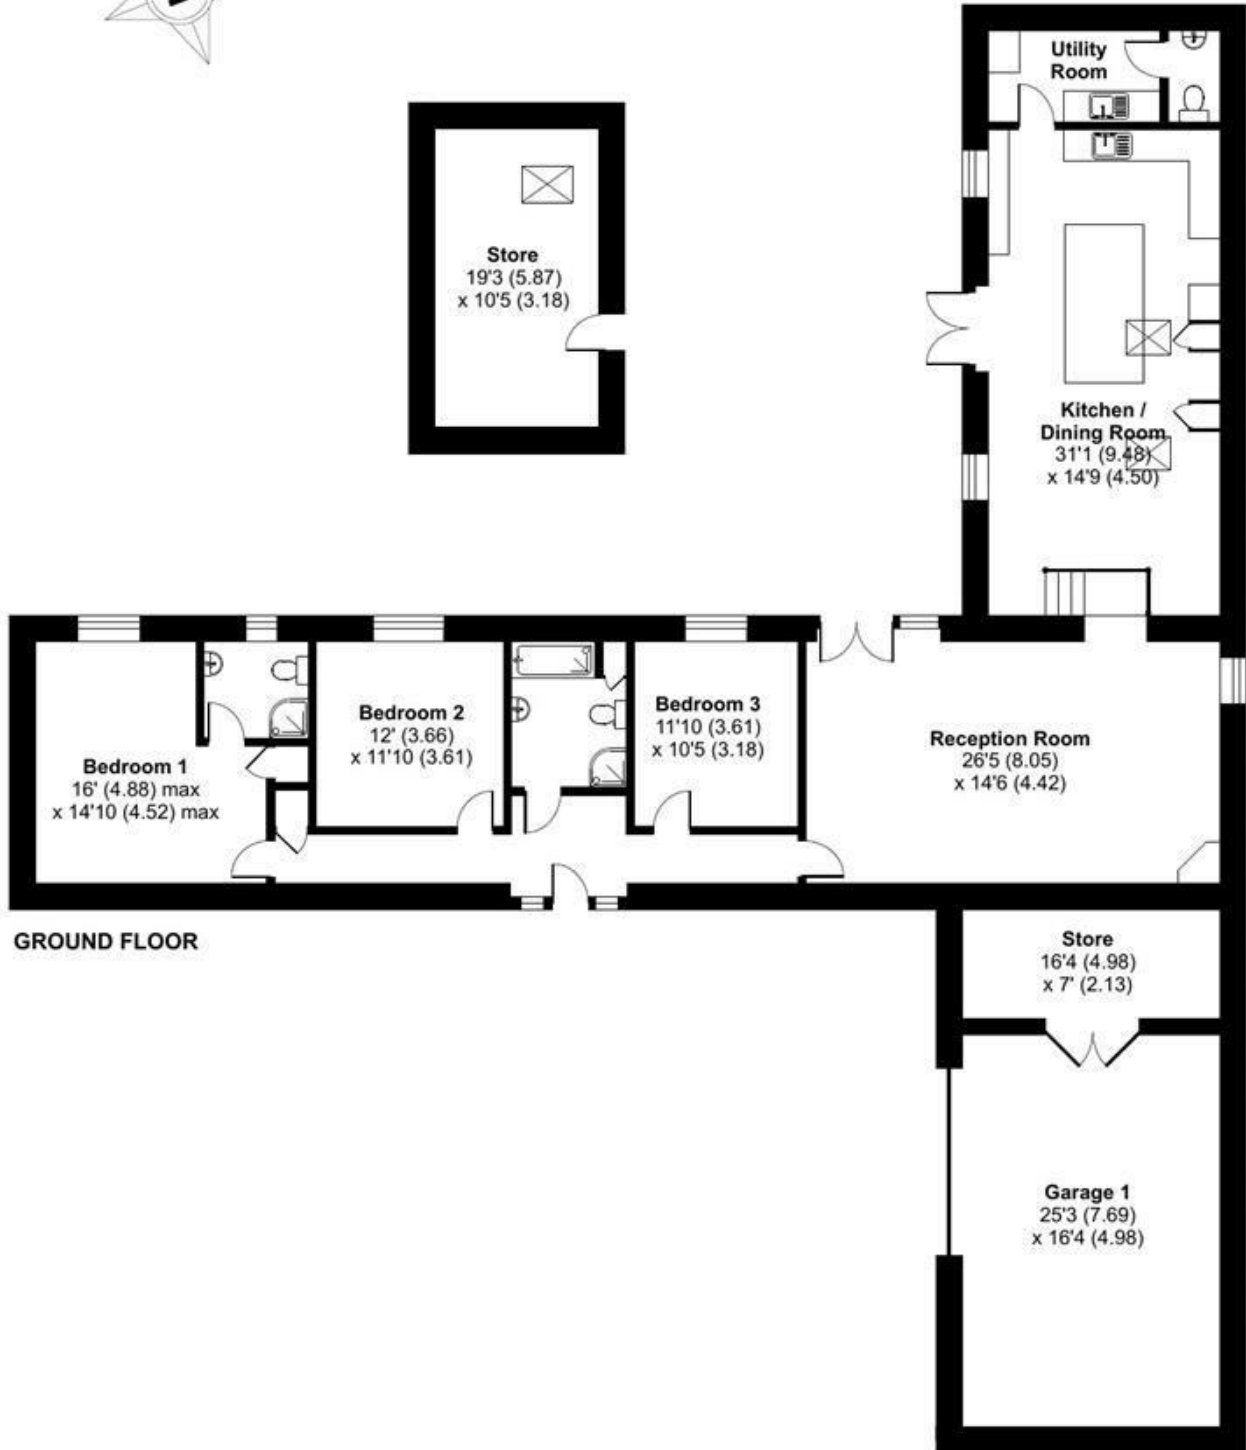 Utility
Room
Store
19'3 (5.87)
x 10'5 (3.18)
Kitchen /
Dining Room
31'1 (9.48)
x 14'9 (4.50)
Bedroom 1
16' (4.88) max
x 14'10 (4.52) max
Bedroom 2
12' (3.66)
x 11'10 (3.61)
Bedroom 3
11'10 (3.61)
x 10'5 (3.18)
Reception Room
26'5 (8.05)
x 14'6 (4.42)
GROUND FLOOR
Store
16'4 (4.98)
x 7' (2.13)
Garage 1
25'3 (7.69)
x 16'4 (4.98)